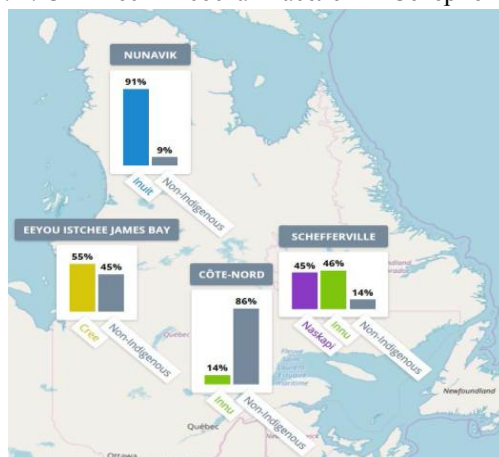 NUNAVIK
91%
9%
Inuit
Non-Indigenous
EEYOU ISTCHEE JAMES BAY
55%
45%
Cree
Non-Indigenous
CÔTE-NORD
86%
14%
Innu
Non-Indigenous
SCHEFFERVILLE
45%
46%
14%
Naskapi
Innu
Non-Indigenous
Québec
Newfoundland
Québec
Ottawa